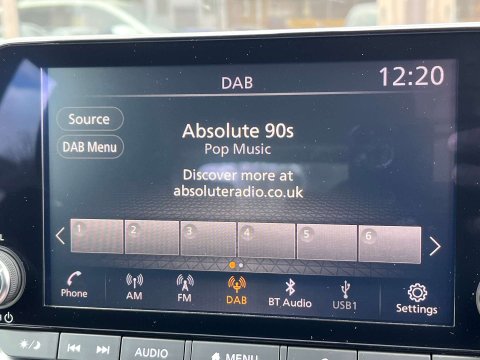 DAB
12:20
Source
Absolute 90s
DAB Menu
Pop Music
Discover more at
absoluteradio.co.uk
1 2 3 4 5 6
Phone
AM
FM
DAB
BT Audio
USB1
Settings
AUDIO
MENU